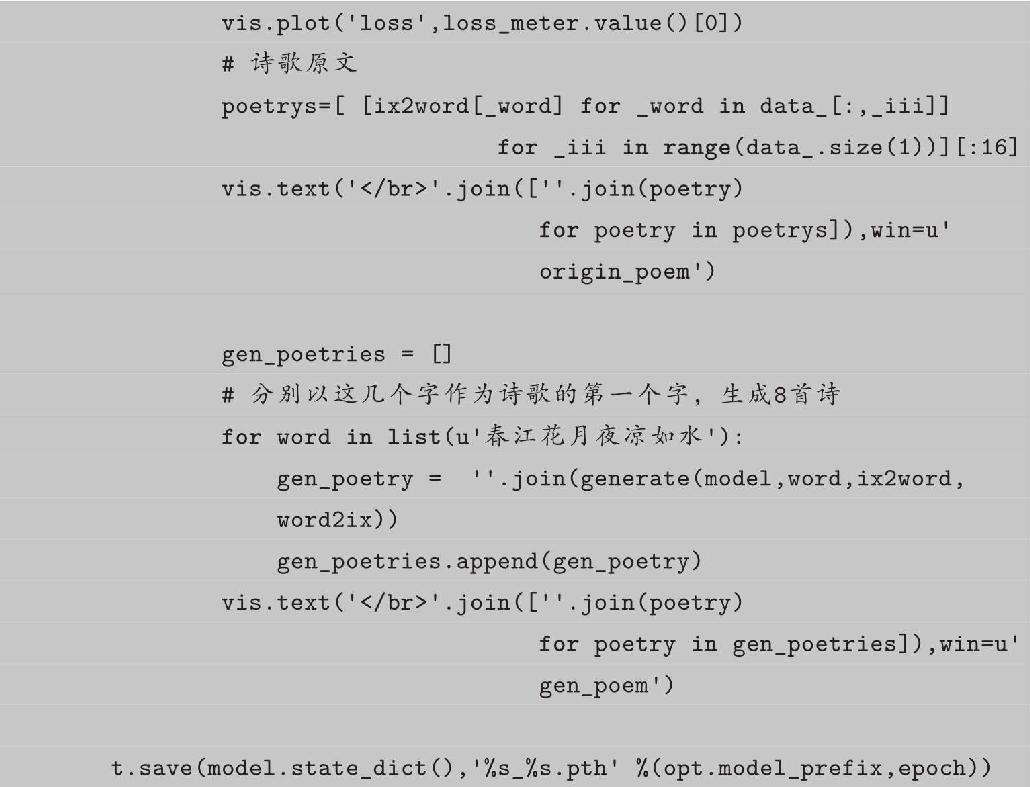 vis.plot('loss',loss_meter.value()[0])
# 诗歌原文
poetrys=[ [ix2word[_word] for _word in data_[:,_iii]]
for _iii in range(data_.size(1))][:16]
vis.text('</br>'.join([''.join(poetry)
for poetry in poetrys]),win=u'
origin_poem')
gen_poetries = []
# 分别以这几个字作为诗歌的第一个字，生成8首诗
for word in list(u'春江花月夜凉如水'):
gen_poetry =  ''.join(generate(model,word,ix2word,
word2ix))
gen_poetries.append(gen_poetry)
vis.text('</br>'.join([''.join(poetry)
for poetry in gen_poetries]),win=u'
gen_poem')
t.save(model.state_dict(),'%s_%s.pth' %(opt.model_prefix,epoch))